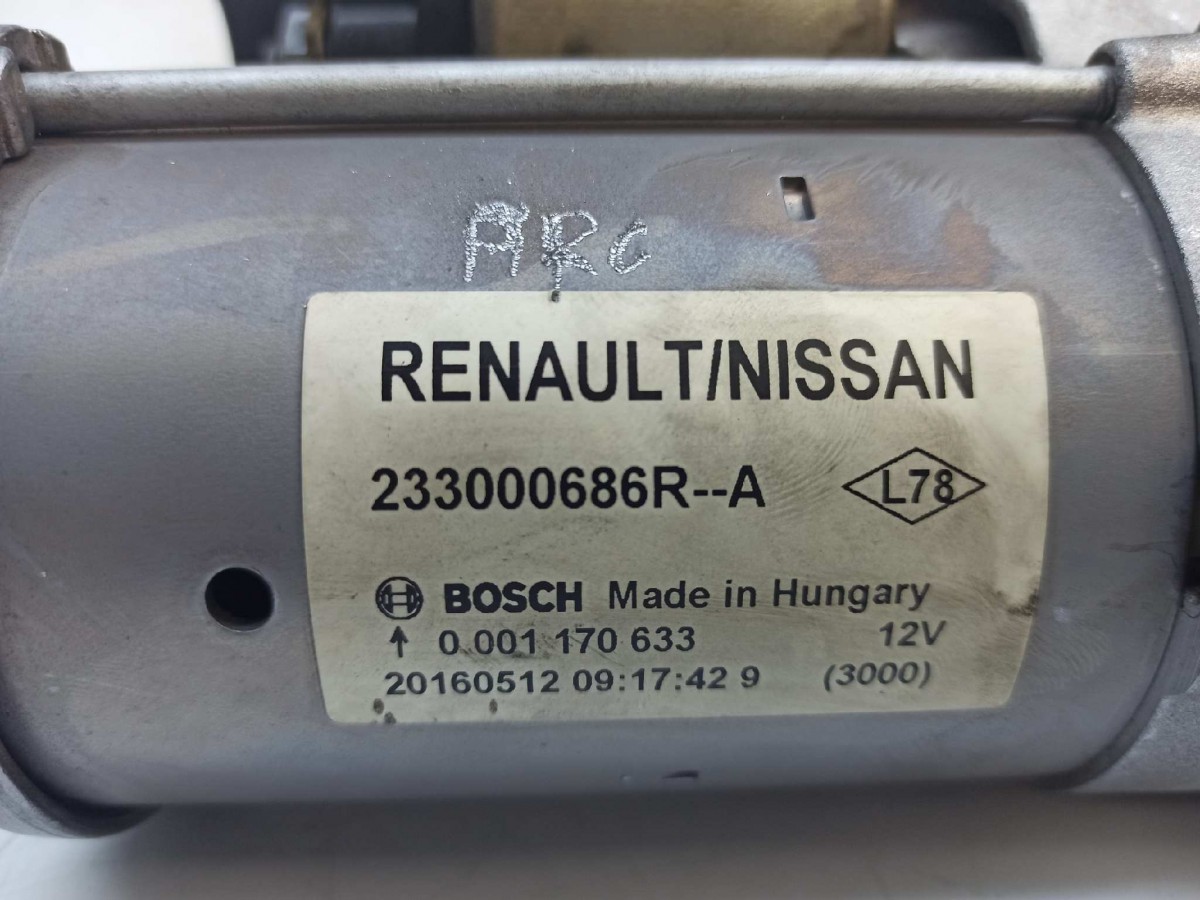 ARC
RENAULT/NISSAN
233000686R--A L78
BOSCH Made in Hungary
↑ 0 001 170 633 12V
20160512 09:17:42 9 (3000)